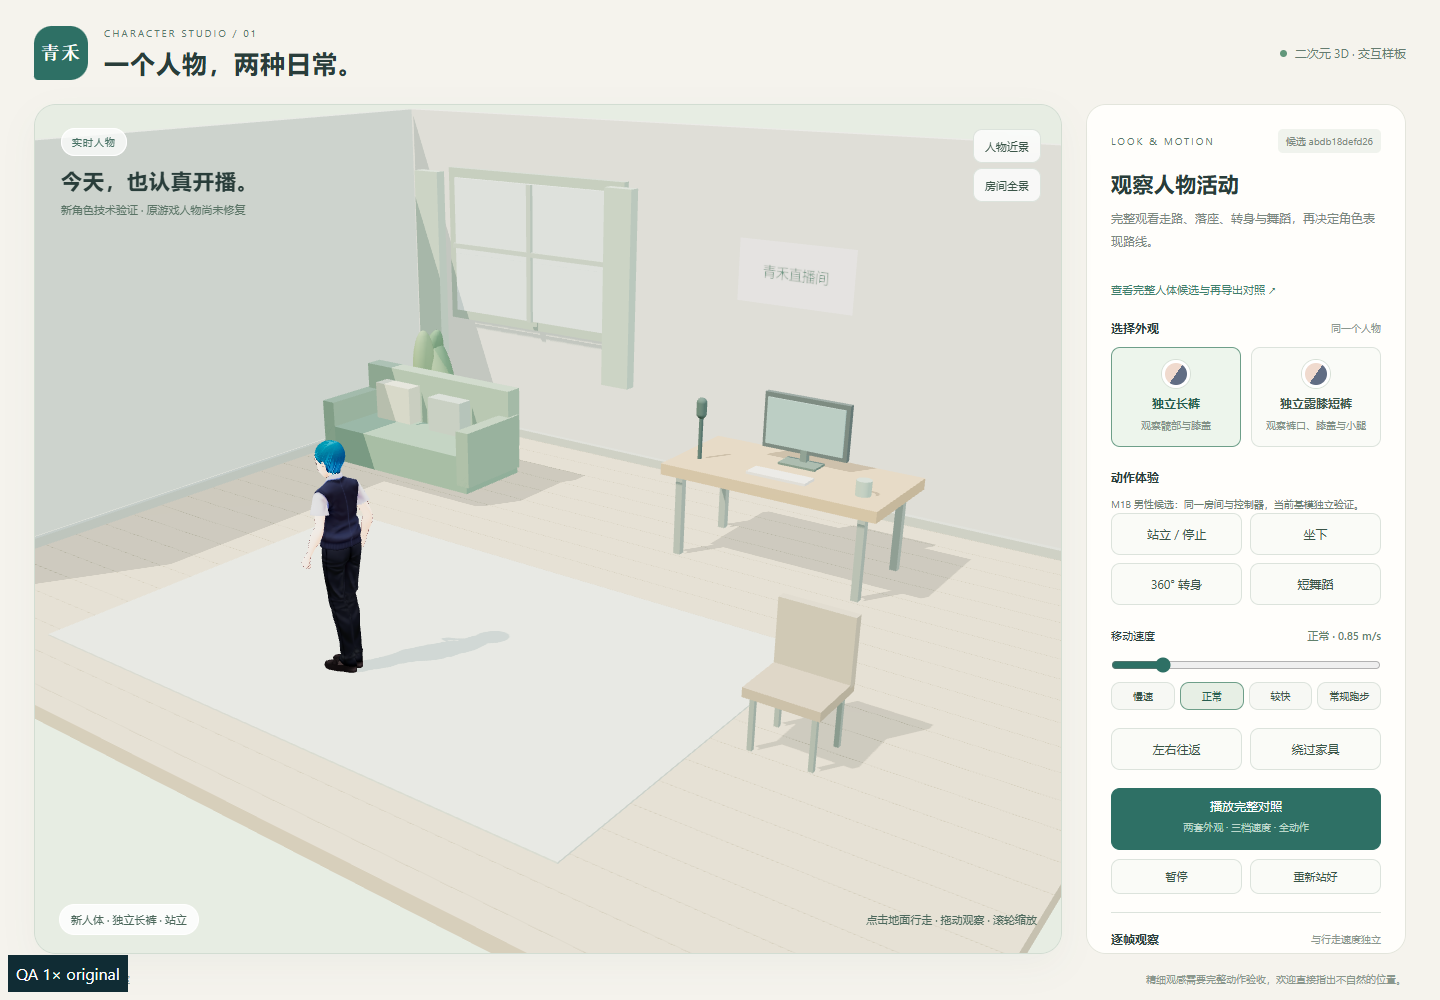 青禾
CHARACTER STUDIO / 01
一个人物，两种日常。
二次元 3D · 交互样板
实时人物
今天，也认真开播。
新角色技术验证 · 原游戏人物尚未修复
人物近景
房间全景
青禾直播间
新人体 · 独立长裤 · 站立
点击地面行走 · 拖动观察 · 滚轮缩放
LOOK & MOTION
候选 abdb18defd26
观察人物活动
完整观看走路、落座、转身与舞蹈，再决定角色表
现路线。
查看完整人体候选与再导出对照 ↗
选择外观
同一个人物
独立长裤
观察髋部与膝盖
独立露膝短裤
观察裤口、膝盖与小腿
动作体验
M1B 男性候选：同一房间与控制器，当前基模独立验证。
站立 / 停止
坐下
360° 转身
短舞蹈
移动速度
正常 · 0.85 m/s
慢速
正常
较快
常规跑步
左右往返
绕过家具
播放完整对照
两套外观 · 三档速度 · 全动作
暂停
重新站好
逐帧观察
与行走速度独立
QA 1× original
精细观感需要完整动作验收，欢迎直接指出不自然的位置。